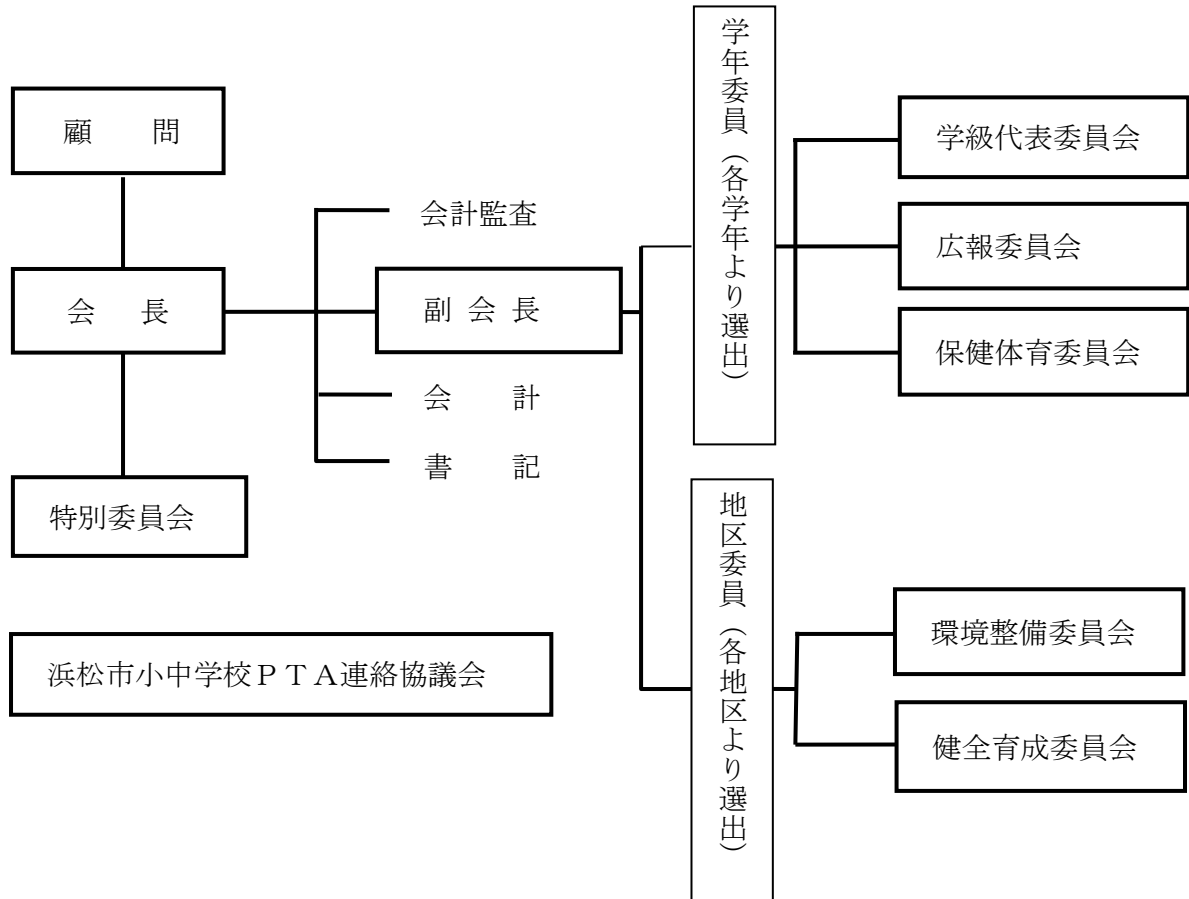 顧　　問
会　　長
特別委員会
浜松市小中学校ＰＴＡ連絡協議会
会計監査
副 会 長
会　　計
書　　記
学年委員（各学年より選出）
地区委員（各地区より選出）
学級代表委員会
広報委員会
保健体育委員会
環境整備委員会
健全育成委員会